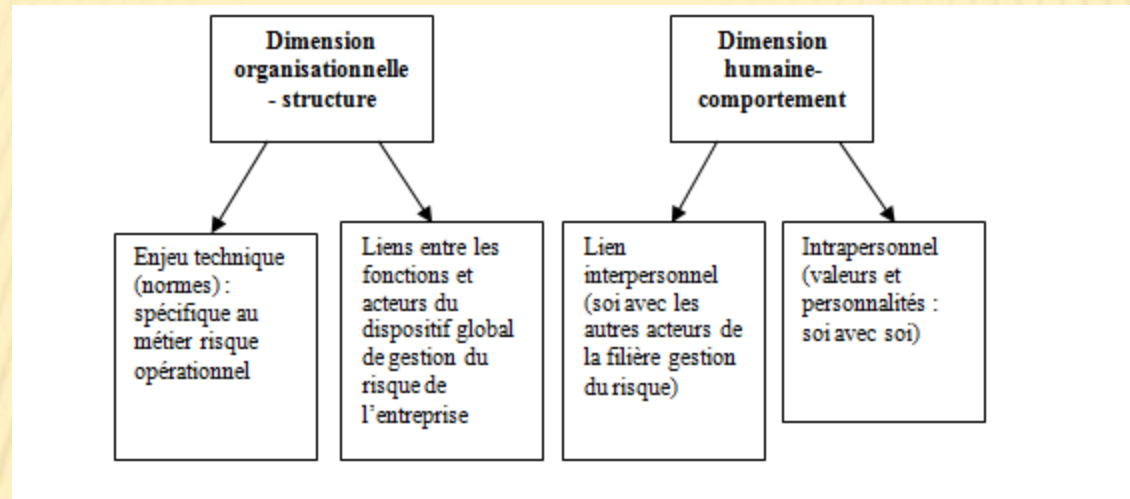 Dimension
organisationnelle
- structure
Dimension
humaine-
comportement
Enjeu technique
(normes) :
spécifique au
métier risque
opérationnel
Liens entre les
fonctions et
acteurs du
dispositif global
de gestion du
risque de
l'entreprise
Lien
interpersonnel
(soi avec les
autres acteurs de
la filière gestion
du risque)
Intrapersonnel
(valeurs et
personnalités :
soi avec soi)